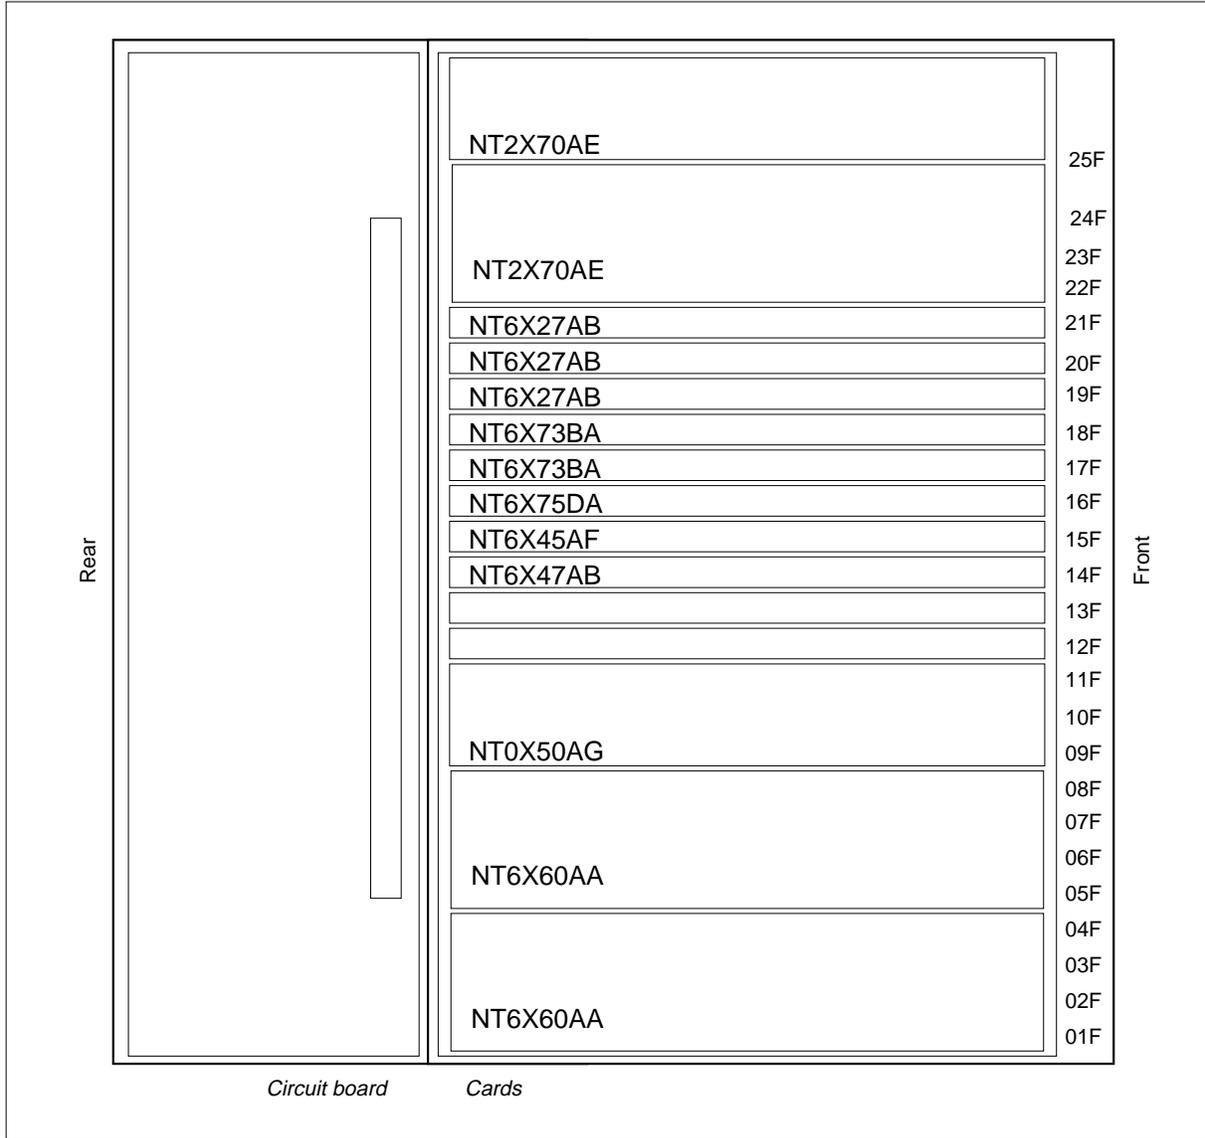 NT2X70AE
25F
24F
23F
NT2X70AE
22F
NT6X27AB 21F
NT6X27AB 20F
NT6X27AB 19F
NT6X73BA 18F
NT6X73BA 17F
NT6X75DA 16F
NT6X45AF 15F
Rear
NT6X47AB 14F
Front
13F
12F
11F
10F
NT0X50AG 09F
08F
07F
06F
NT6X60AA
05F
04F
03F
02F
NT6X60AA
01F
Circuit board Cards